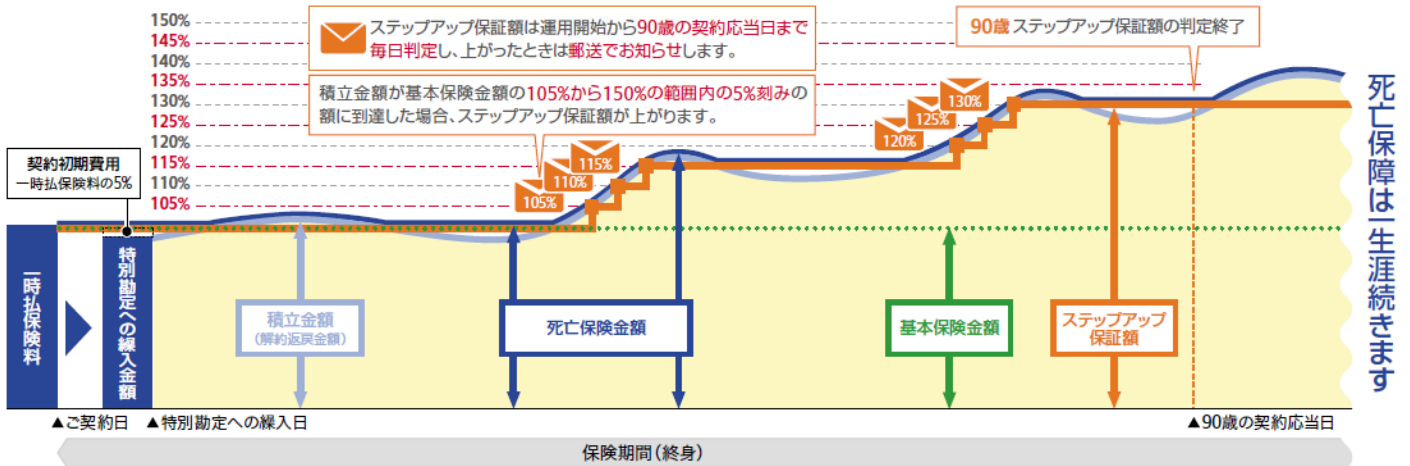 150%
145%
140%
135%
130%
125%
120%
115%
110%
105%
ステップアップ保証額は運用開始から90歳の契約応当日まで
毎日判定し、上がったときは郵送でお知らせします。
積立金額が基本保険金額の105%から150%の範囲内の5%刻みの
額に到達した場合、ステップアップ保証額が上がります。
90歳 ステップアップ保証額の判定終了
契約初期費用
一時払保険料の5%
105%
110%
115%
120%
125%
130%
一時払保険料
特別勘定への繰入金額
積立金額
(解約返戻金額)
死亡保険金額
基本保険金額
ステップアップ
保証額
死亡保障は一生涯続きます
▲ご契約日
▲特別勘定への繰入日
▲90歳の契約応当日
保険期間(終身)